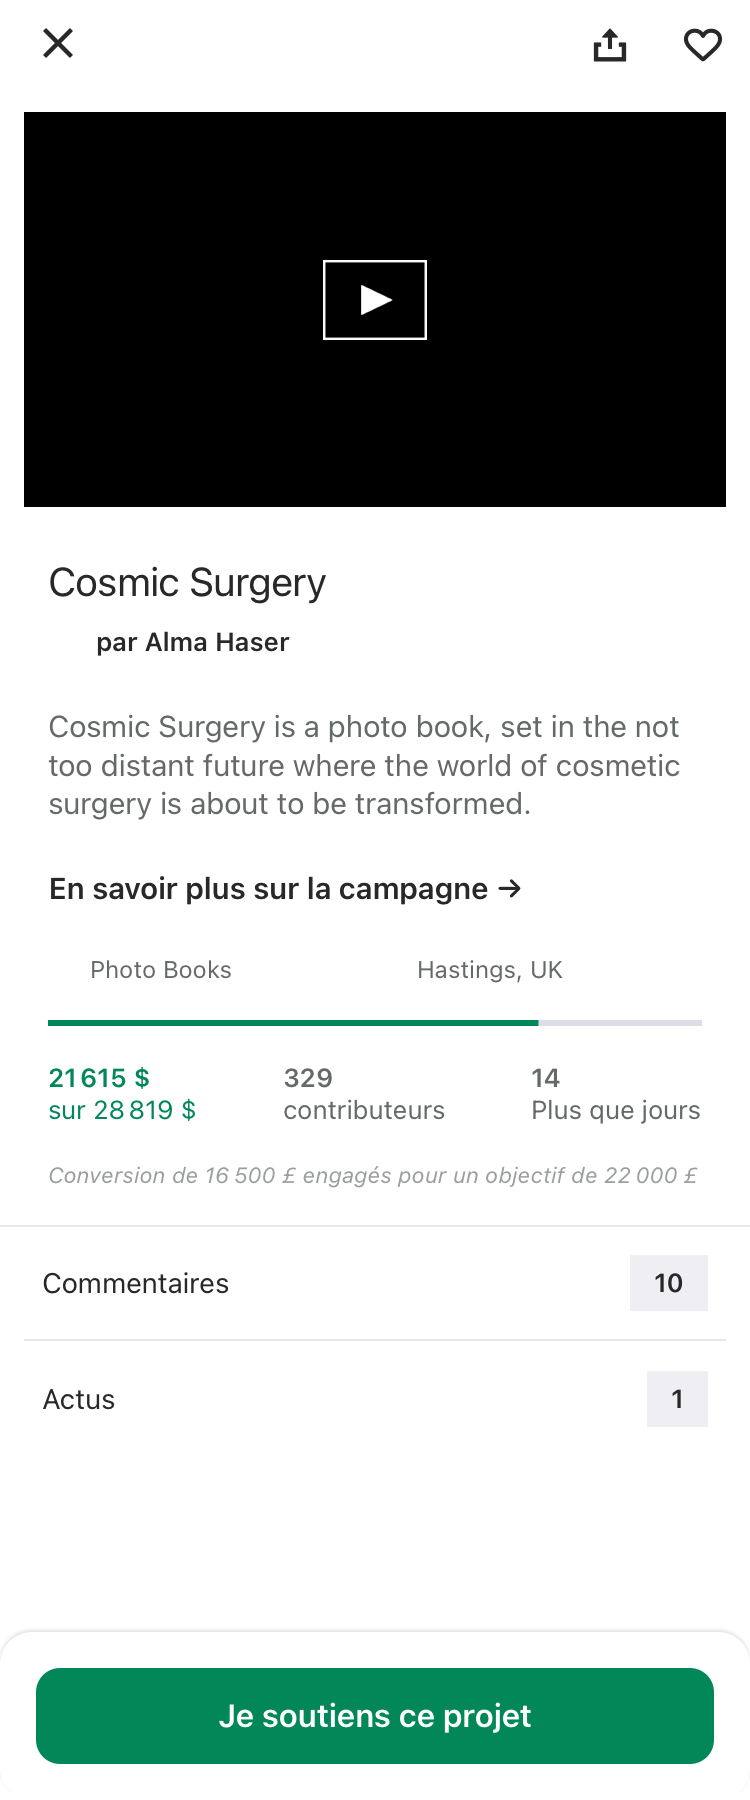 Cosmic Surgery
par Alma Haser
Cosmic Surgery is a photo book, set in the not
too distant future where the world of cosmetic
surgery is about to be transformed.
En savoir plus sur la campagne →
Photo Books
Hastings, UK
21 615 $
sur 28 819 $
329
contributeurs
14
Plus que jours
Conversion de 16 500 £ engagés pour un objectif de 22 000 £
Commentaires
10
Actus
1
Je soutiens ce projet